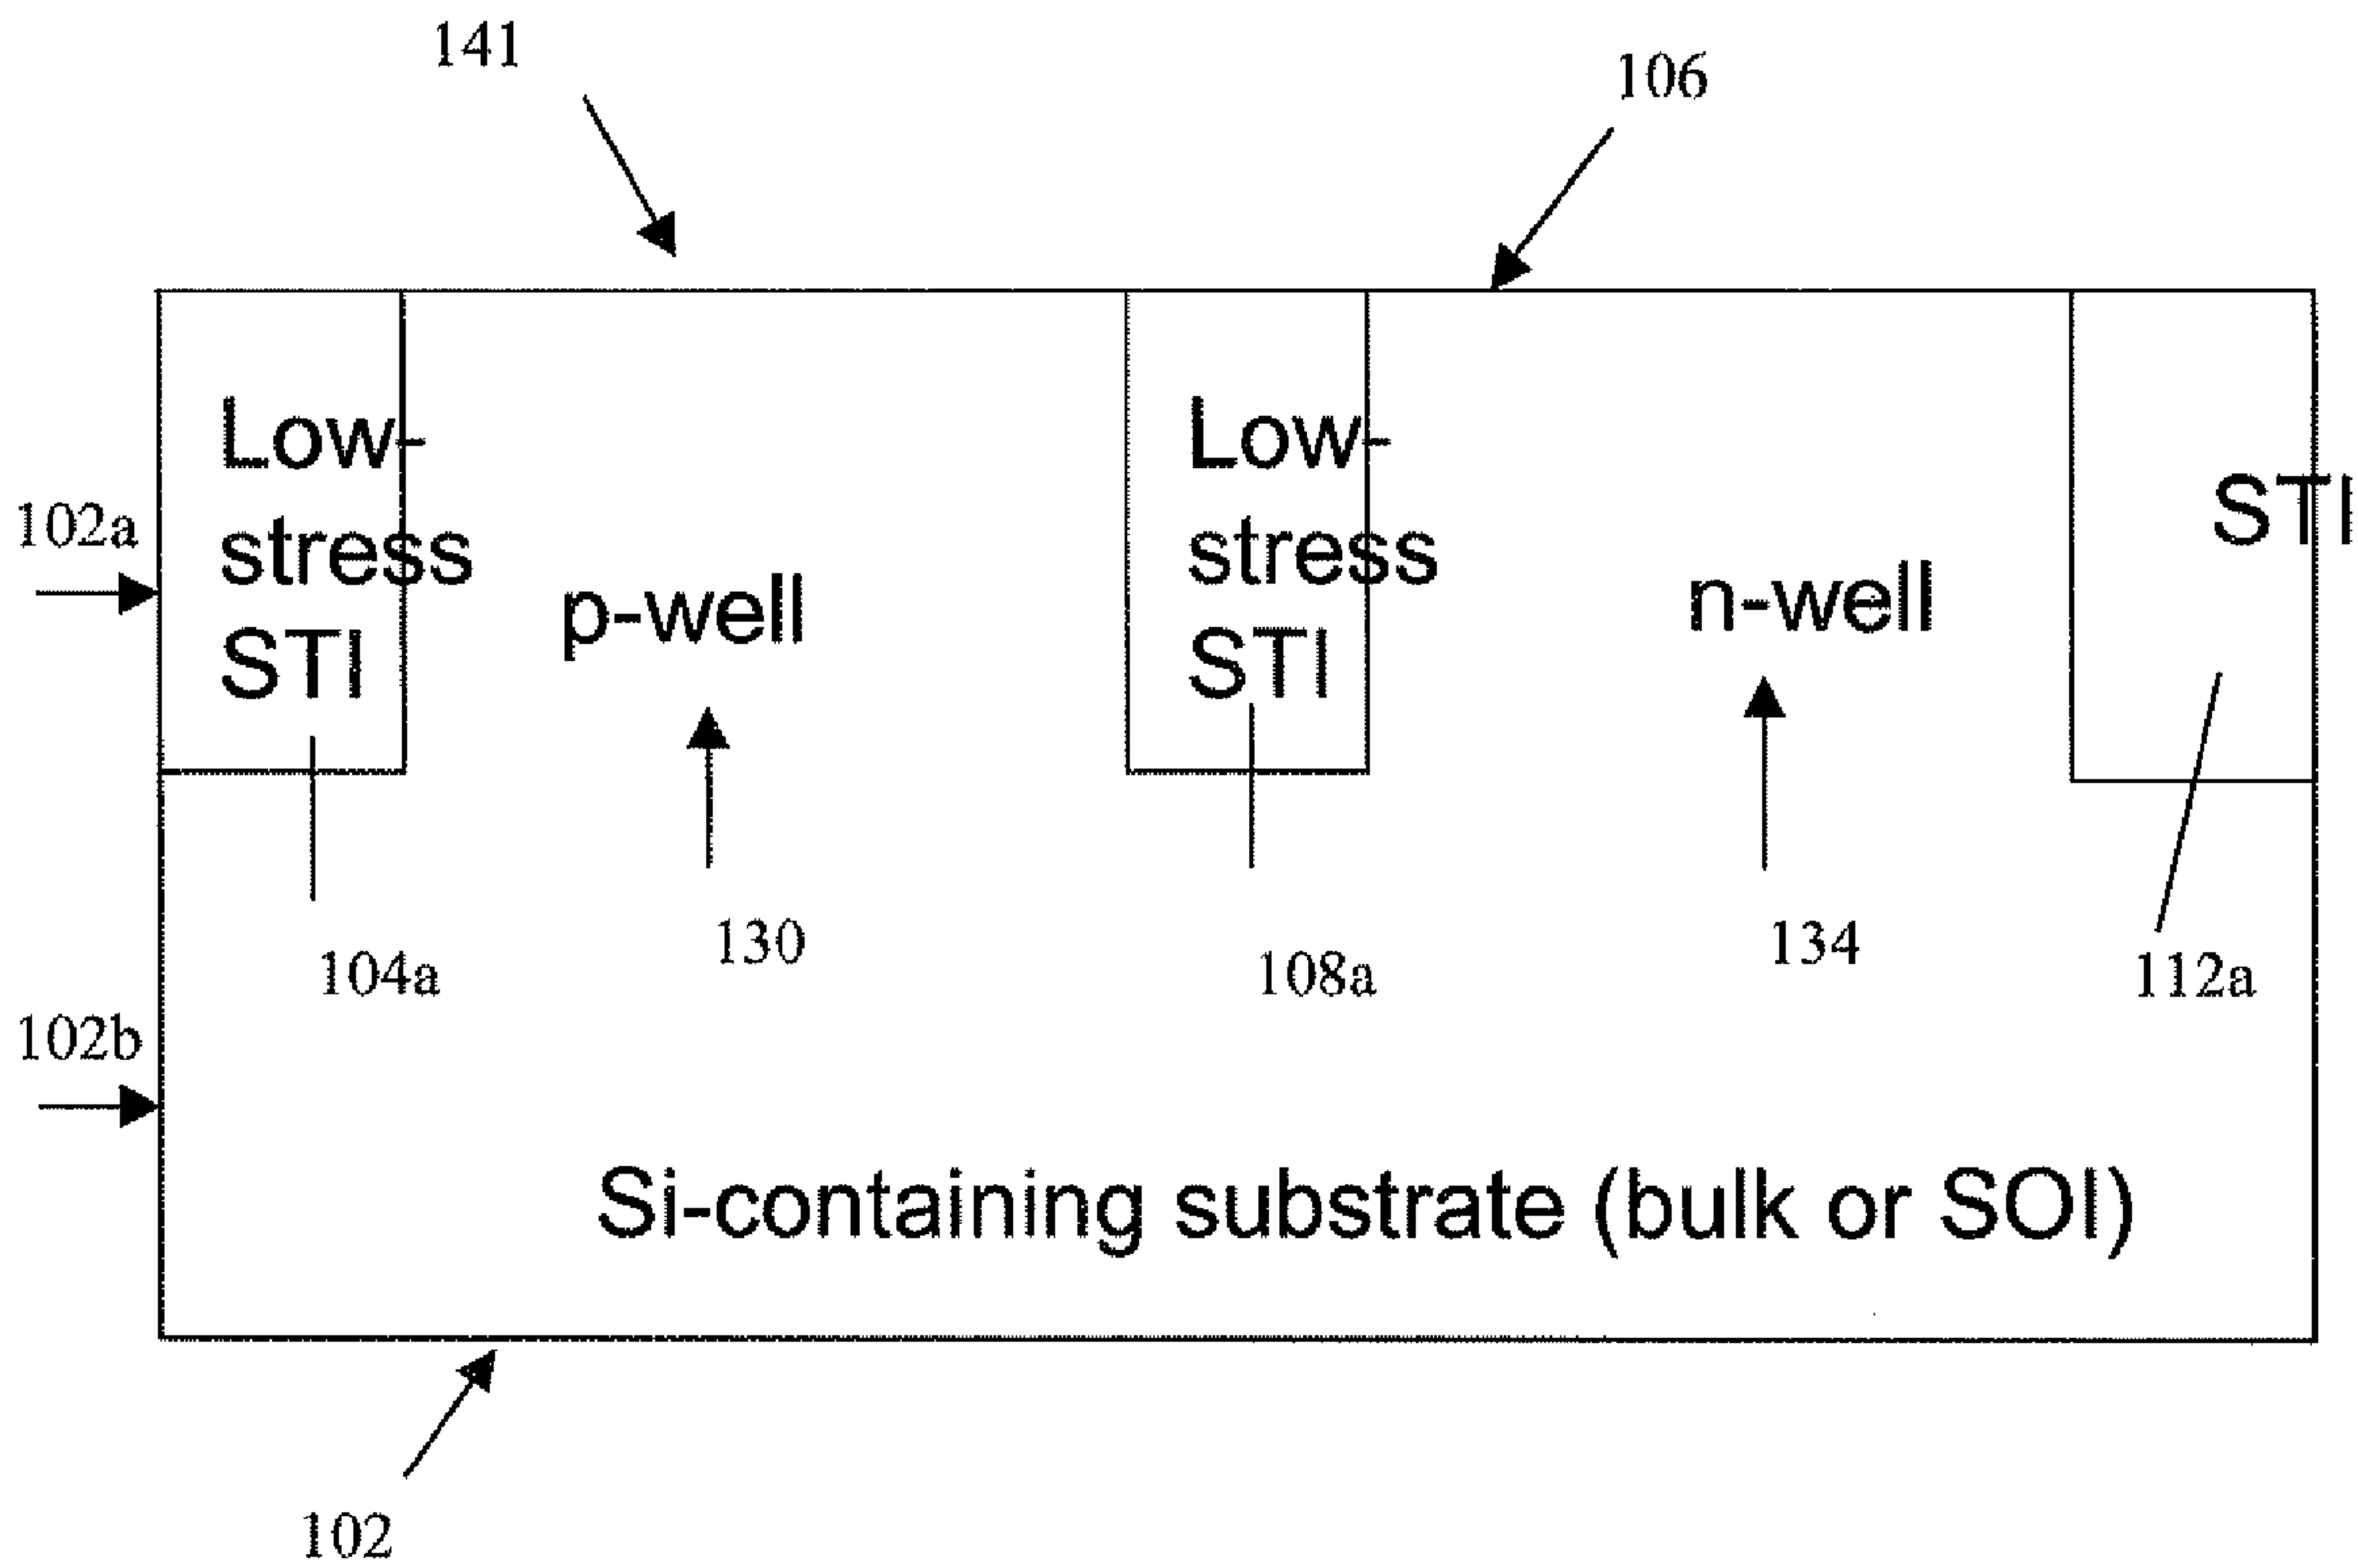 141
106
Low-
stress
STI
102a
p-well
Low-
stress
STI
n-well
STI
104a
130
108a
134
112a
102b
Si-containing substrate (bulk or SOI)
102